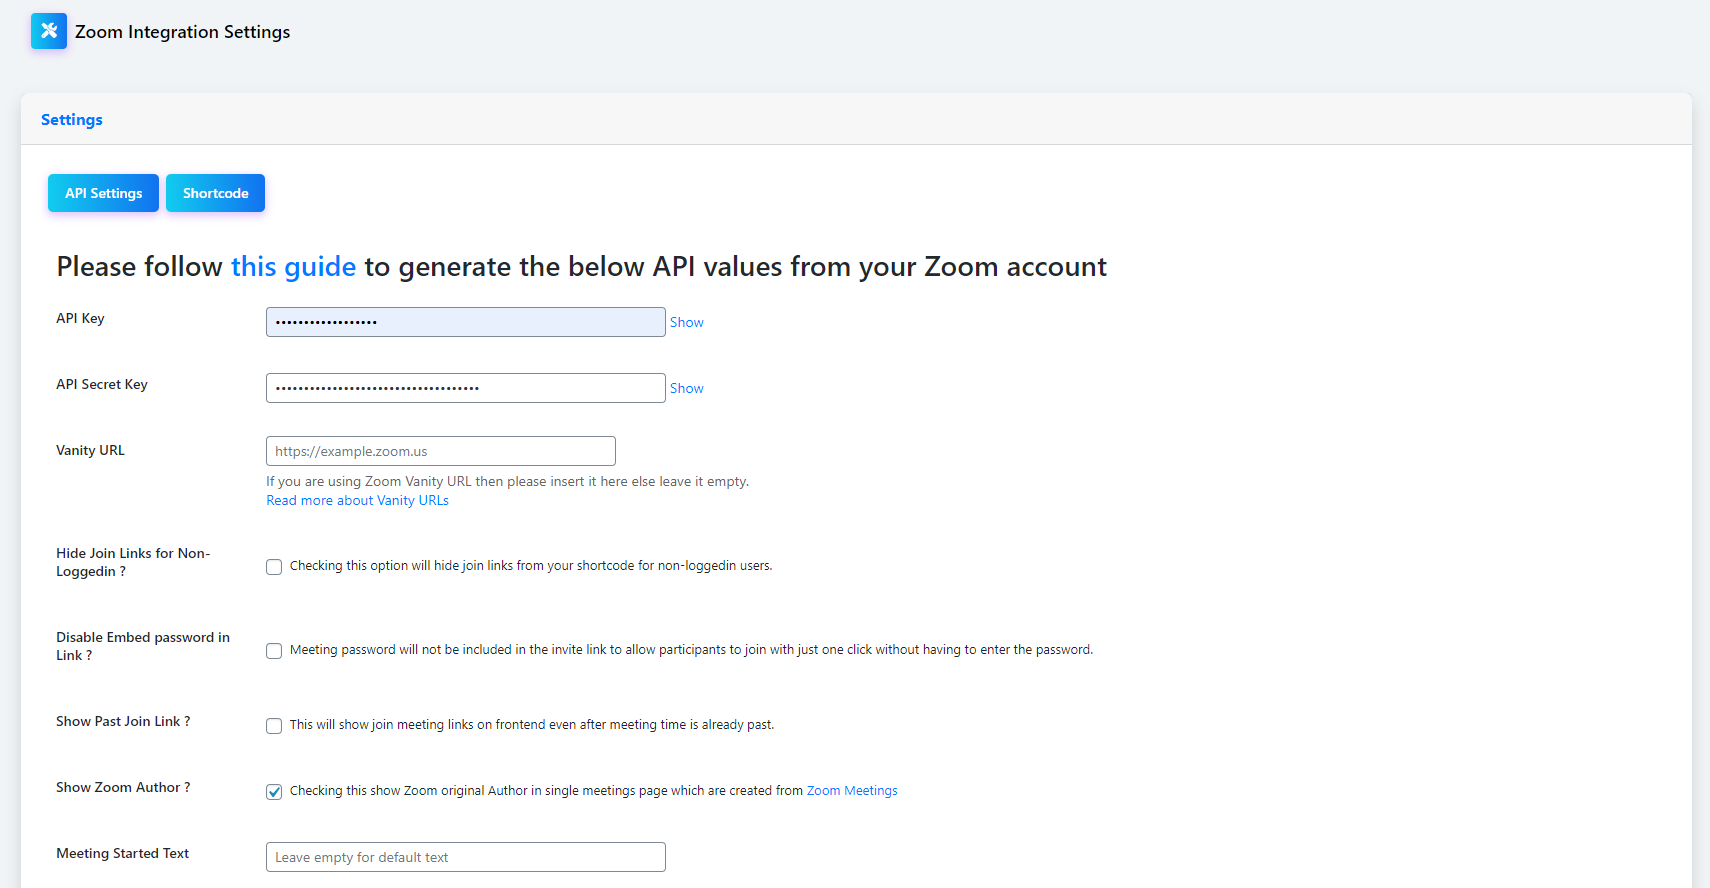 Zoom Integration Settings
Settings
API Settings
Shortcode
Please follow this guide to generate the below API values from your Zoom account
API Key
•••••••••••••••••• Show
API Secret Key
•••••••••••••••••••••••••••••••••••• Show
Vanity URL
https://example.zoom.us
If you are using Zoom Vanity URL then please insert it here else leave it empty.
Read more about Vanity URLs
Hide Join Links for Non-
Loggedin ?
Checking this option will hide join links from your shortcode for non-loggedin users.
Disable Embed password in
Link ?
Meeting password will not be included in the invite link to allow participants to join with just one click without having to enter the password.
Show Past Join Link ?
This will show join meeting links on frontend even after meeting time is already past.
Show Zoom Author ?
Checking this show Zoom original Author in single meetings page which are created from Zoom Meetings
Meeting Started Text
Leave empty for default text